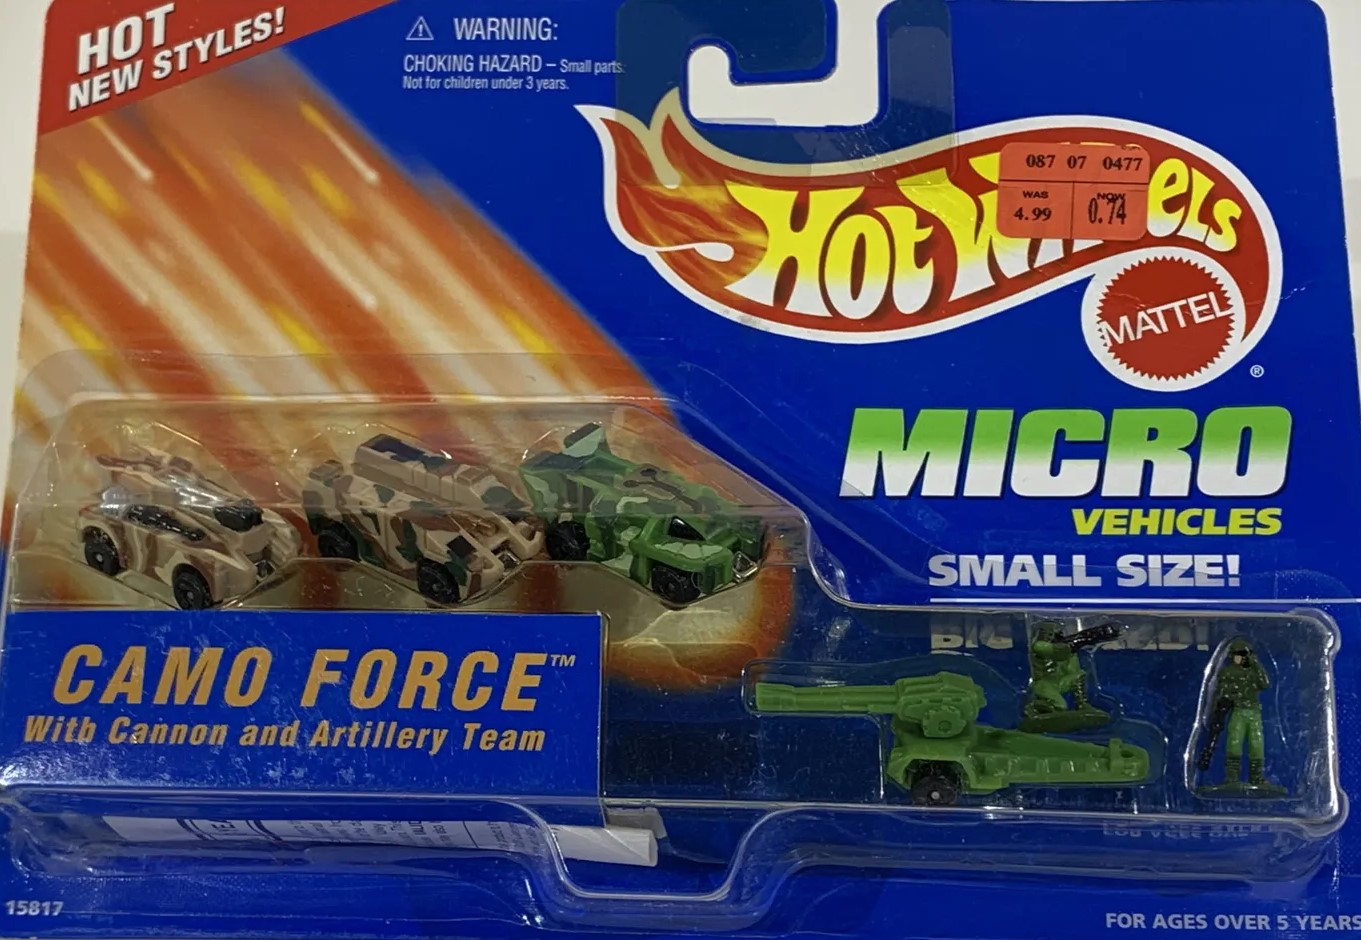 HOT
NEW STYLES!
⚠ WARNING:
CHOKING HAZARD – Small parts.
Not for children under 3 years.
Hot Wheels
087 07 0477
WAS
4.99
NOW
0.74
MATTEL
®
MICRO
VEHICLES
SMALL SIZE!
BIG
CAMO FORCE™
With Cannon and Artillery Team
15817
FOR AGES OVER 5 YEARS